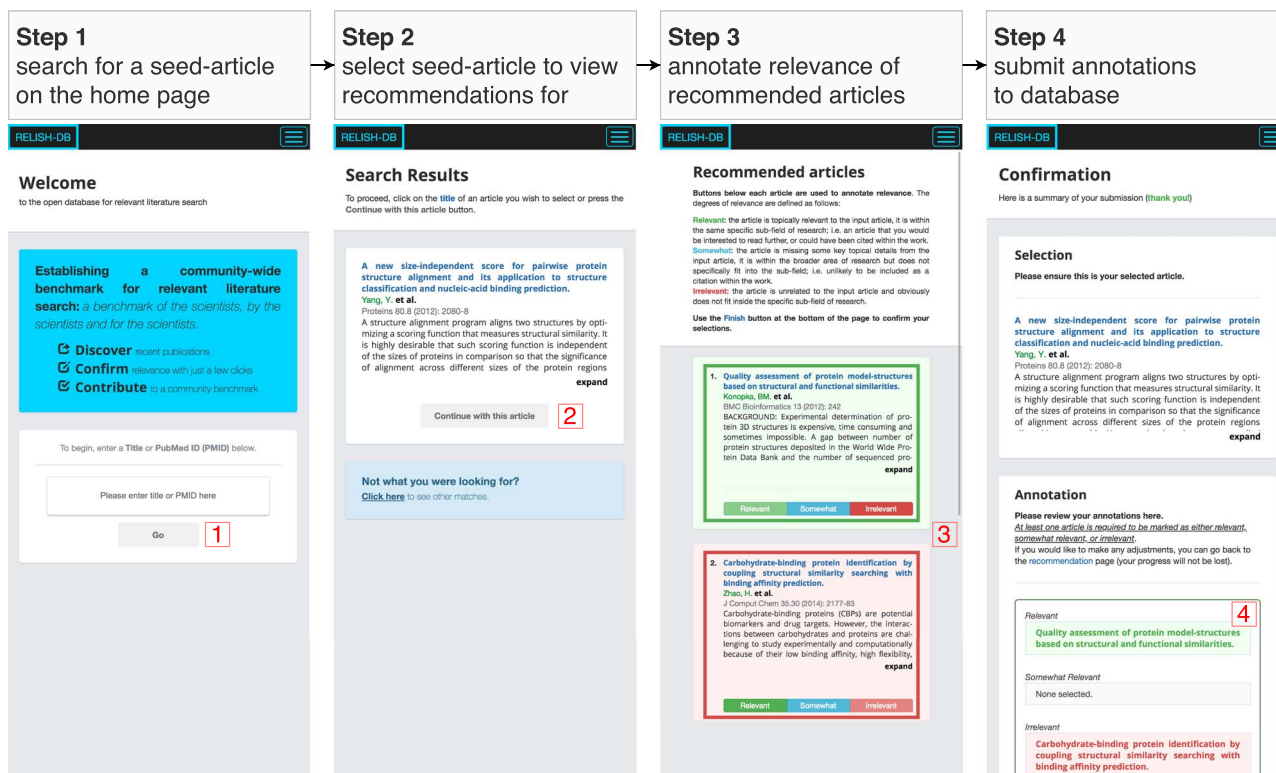 Step 1
search for a seed-article
on the home page
Step 2
select seed-article to view
recommendations for
Step 3
annotate relevance of
recommended articles
Step 4
submit annotations
to database
RELISH-DB
Welcome
to the open database for relevant literature search
Establishing a community-wide
benchmark for relevant literature
search: a benchmark of the scientists, by the
scientists and for the scientists.
Discover recent publications
Confirm relevance with just a few clicks
Contribute to a community benchmark
To begin, enter a Title or PubMed ID (PMID) below.
Please enter title or PMID here
Go
1
RELISH-DB
Search Results
To proceed, click on the title of an article you wish to select or press the
Continue with this article button.
A new size-independent score for pairwise protein
structure alignment and its application to structure
classification and nucleic-acid binding prediction.
Yang, Y. et al.
Proteins 80.8 (2012): 2080-8
A structure alignment program aligns two structures by opti-
mizing a scoring function that measures structural similarity. It
is highly desirable that such scoring function is independent
of the sizes of proteins in comparison so that the significance
of alignment across different sizes of the protein regions
expand
Continue with this article
2
Not what you were looking for?
Click here to see other matches.
RELISH-DB
Recommended articles
Buttons below each article are used to annotate relevance. The
degrees of relevance are defined as follows:
Relevant: the article is topically relevant to the input article, it is within
the same specific sub-field of research; i.e. an article that you would
be interested to read further, or could have been cited within the work.
Somewhat: the article is missing some key topical details from the
input article, it is within the broader area of research but does not
specifically fit into the sub-field; i.e. unlikely to be included as a
citation within the work.
Irrelevant: the article is unrelated to the input article and obviously
does not fit inside the specific sub-field of research.
Use the Finish button at the bottom of the page to confirm your
selections.
1. Quality assessment of protein model-structures
based on structural and functional similarities.
Konopka, BM. et al.
BMC Bioinformatics 13 (2012): 242
BACKGROUND: Experimental determination of pro-
tein 3D structures is expensive, time consuming and
sometimes impossible. A gap between number of
protein structures deposited in the World Wide Pro-
tein Data Bank and the number of sequenced pro-
expand
Relevant Somewhat Irrelevant
3
2. Carbohydrate-binding protein identification by
coupling structural similarity searching with
binding affinity prediction.
Zhao, H. et al.
J Comput Chem 35.30 (2014): 2177-83
Carbohydrate-binding proteins (CBPs) are potential
biomarkers and drug targets. However, the interac-
tions between carbohydrates and proteins are chal-
lenging to study experimentally and computationally
because of their low binding affinity, high flexibility,
expand
Relevant Somewhat Irrelevant
RELISH-DB
Confirmation
Here is a summary of your submission (thank you!)
Selection
Please ensure this is your selected article.
A new size-independent score for pairwise protein
structure alignment and its application to structure
classification and nucleic-acid binding prediction.
Yang, Y. et al.
Proteins 80.8 (2012): 2080-8
A structure alignment program aligns two structures by opti-
mizing a scoring function that measures structural similarity. It
is highly desirable that such scoring function is independent
of the sizes of proteins in comparison so that the significance
of alignment across different sizes of the protein regions
expand
Annotation
Please review your annotations here.
At least one article is required to be marked as either relevant,
somewhat relevant, or irrelevant.
If you would like to make any adjustments, you can go back to
the recommendation page (your progress will not be lost).
4
Relevant
Quality assessment of protein model-structures
based on structural and functional similarities.
Somewhat Relevant
None selected.
Irrelevant
Carbohydrate-binding protein identification by
coupling structural similarity searching with
binding affinity prediction.